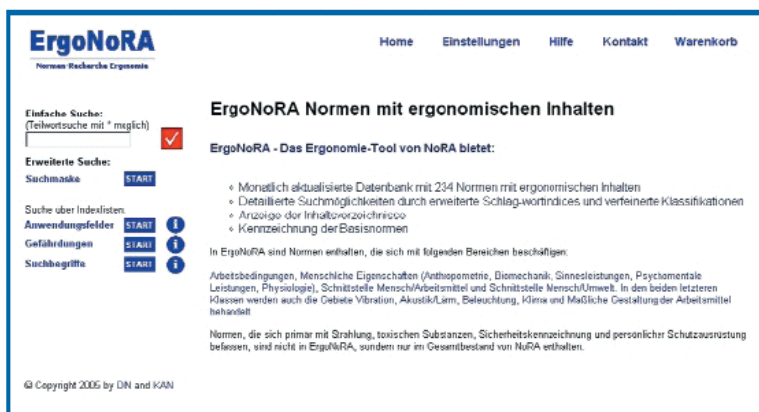 ErgoNoRA
Normen-Recherche Ergonomie
Home Einstellungen Hilfe Kontakt Warenkorb
Einfache Suche:
(Teilwortsuche mit * möglich)
Erweiterte Suche:
Suchmaske START
Suche über Indexlisten:
Anwendungsfelder START i
Gefährdungen START i
Suchbegriffe START i
© Copyright 2005 by DIN and KAN
ErgoNoRA Normen mit ergonomischen Inhalten
ErgoNoRA - Das Ergonomie-Tool von NoRA bietet:
Monatlich aktualisierte Datenbank mit 234 Normen mit ergonomischen Inhalten
Detaillierte Suchmöglichkeiten durch erweiterte Schlag-wortindices und verfeinerte Klassifikationen
Anzeige der Inhaltsverzeichnisse
Kennzeichnung der Basisnormen
In ErgoNoRA sind Normen enthalten, die sich mit folgenden Bereichen beschäftigen:
Arbeitsbedingungen, Menschliche Eigenschaften (Anthropometrie, Biomechanik, Sinnesleistungen, Psychomentale
Leistungen, Physiologie), Schnittstelle Mensch/Arbeitsmittel und Schnittstelle Mensch/Umwelt. In den beiden letzteren
Klassen werden auch die Gebiete Vibration, Akustik/Lärm, Beleuchtung, Klima und Maßliche Gestaltung der Arbeitsmittel
behandelt
Normen, die sich primär mit Strahlung, toxischen Substanzen, Sicherheitskennzeichnung und persönlicher Schutzausrüstung
befassen, sind nicht in ErgoNoRA, sondern nur im Gesamtbestand von NoRA enthalten.